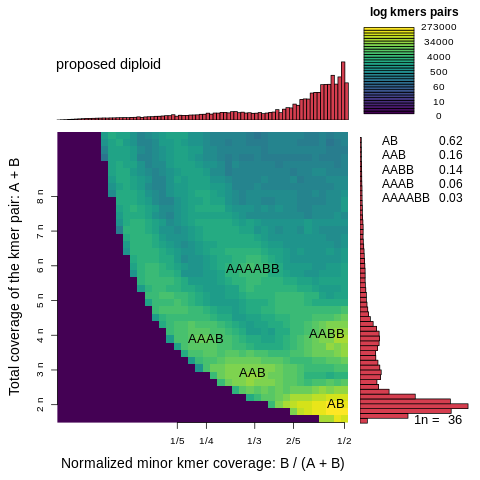 log kmers pairs
273000
34000
4000
500
60
10
0
proposed diploid
AB 0.62
AAB 0.16
AABB 0.14
AAAB 0.06
AAAABB 0.03
Total coverage of the kmer pair: A + B
8 n
7 n
6 n
5 n
4 n
3 n
2 n
AAAABB
AAAB
AABB
AAB
AB
1n = 36
1/5 1/4 1/3 2/5 1/2
Normalized minor kmer coverage: B / (A + B)